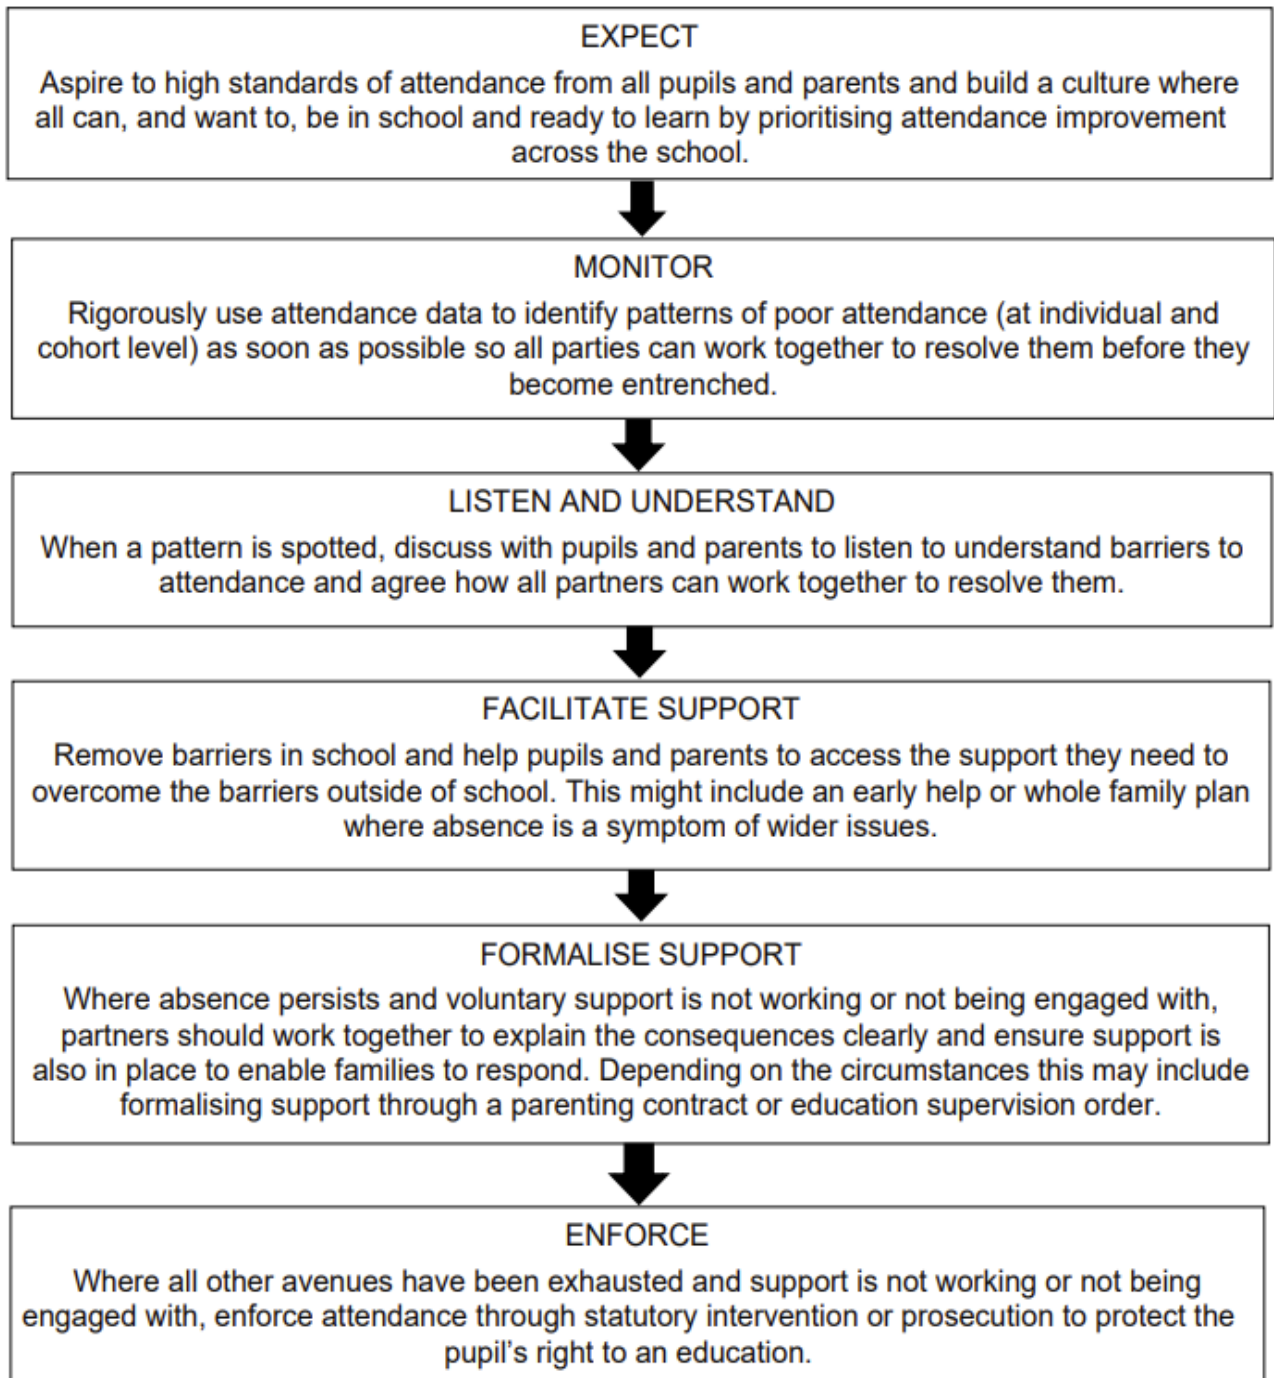 EXPECT
Aspire to high standards of attendance from all pupils and parents and build a culture where
all can, and want to, be in school and ready to learn by prioritising attendance improvement
across the school.
MONITOR
Rigorously use attendance data to identify patterns of poor attendance (at individual and
cohort level) as soon as possible so all parties can work together to resolve them before they
become entrenched.
LISTEN AND UNDERSTAND
When a pattern is spotted, discuss with pupils and parents to listen to understand barriers to
attendance and agree how all partners can work together to resolve them.
FACILITATE SUPPORT
Remove barriers in school and help pupils and parents to access the support they need to
overcome the barriers outside of school. This might include an early help or whole family plan
where absence is a symptom of wider issues.
FORMALISE SUPPORT
Where absence persists and voluntary support is not working or not being engaged with,
partners should work together to explain the consequences clearly and ensure support is
also in place to enable families to respond. Depending on the circumstances this may include
formalising support through a parenting contract or education supervision order.
ENFORCE
Where all other avenues have been exhausted and support is not working or not being
engaged with, enforce attendance through statutory intervention or prosecution to protect the
pupil's right to an education.